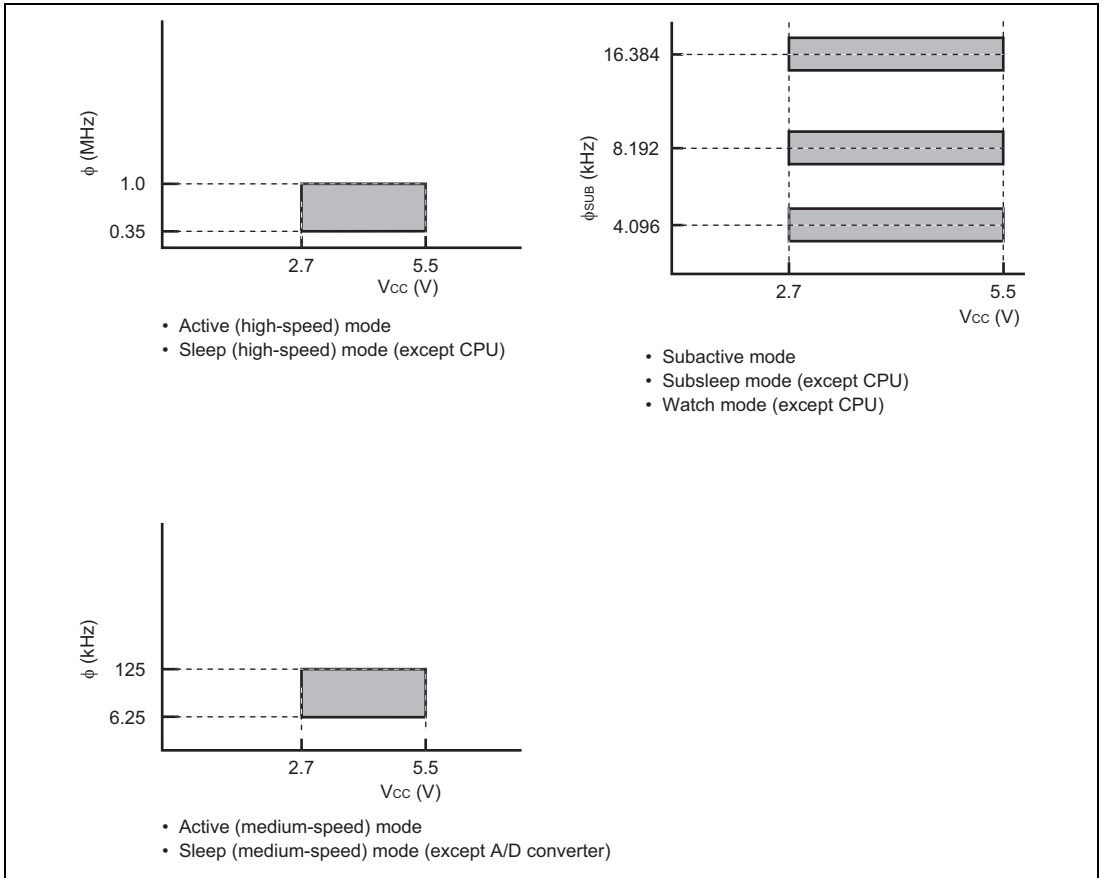 φ (MHz)
1.0
0.35
2.7
5.5
Vcc (V)
• Active (high-speed) mode
• Sleep (high-speed) mode (except CPU)
φSUB (kHz)
16.384
8.192
4.096
2.7
5.5
Vcc (V)
• Subactive mode
• Subsleep mode (except CPU)
• Watch mode (except CPU)
φ (kHz)
125
6.25
2.7
5.5
Vcc (V)
• Active (medium-speed) mode
• Sleep (medium-speed) mode (except A/D converter)